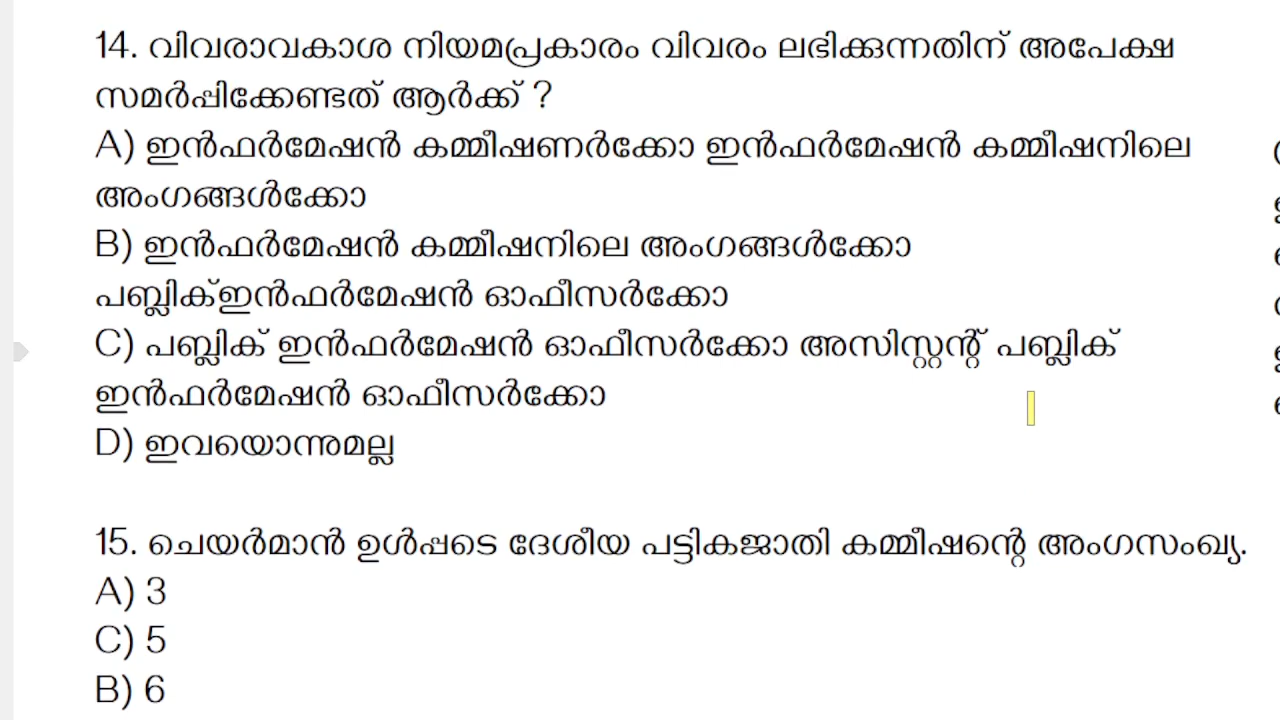 14. വിവരാവകാശ നിയമപ്രകാരം വിവരം ലഭിക്കുന്നതിന് അപേക്ഷ
സമർപ്പിക്കേണ്ടത് ആർക്ക് ?
A) ഇൻഫർമേഷൻ കമ്മീഷണർക്കോ ഇൻഫർമേഷൻ കമ്മീഷനിലെ
അംഗങ്ങൾക്കോ
B) ഇൻഫർമേഷൻ കമ്മീഷനിലെ അംഗങ്ങൾക്കോ
പബ്ലിക്ഇൻഫർമേഷൻ ഓഫീസർക്കോ
C) പബ്ലിക് ഇൻഫർമേഷൻ ഓഫീസർക്കോ അസിസ്റ്റന്റ് പബ്ലിക്
ഇൻഫർമേഷൻ ഓഫീസർക്കോ
D) ഇവയൊന്നുമല്ല
15. ചെയർമാൻ ഉൾപ്പടെ ദേശീയ പട്ടികജാതി കമ്മീഷന്റെ അംഗസംഖ്യ.
A) 3
C) 5
B) 6